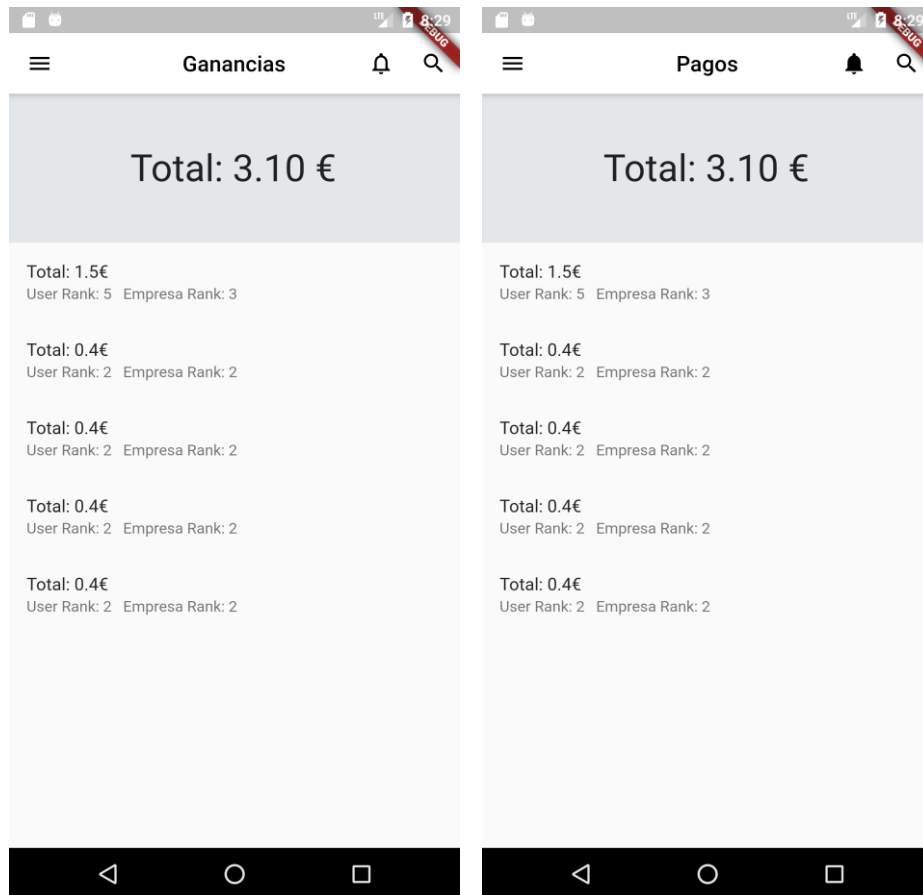 LTE 8:29
DEBUG
Ganancias
Total: 3.10 €
Total: 1.5€
User Rank: 5 Empresa Rank: 3
Total: 0.4€
User Rank: 2 Empresa Rank: 2
Total: 0.4€
User Rank: 2 Empresa Rank: 2
Total: 0.4€
User Rank: 2 Empresa Rank: 2
Total: 0.4€
User Rank: 2 Empresa Rank: 2
LTE 8:29
DEBUG
Pagos
Total: 3.10 €
Total: 1.5€
User Rank: 5 Empresa Rank: 3
Total: 0.4€
User Rank: 2 Empresa Rank: 2
Total: 0.4€
User Rank: 2 Empresa Rank: 2
Total: 0.4€
User Rank: 2 Empresa Rank: 2
Total: 0.4€
User Rank: 2 Empresa Rank: 2